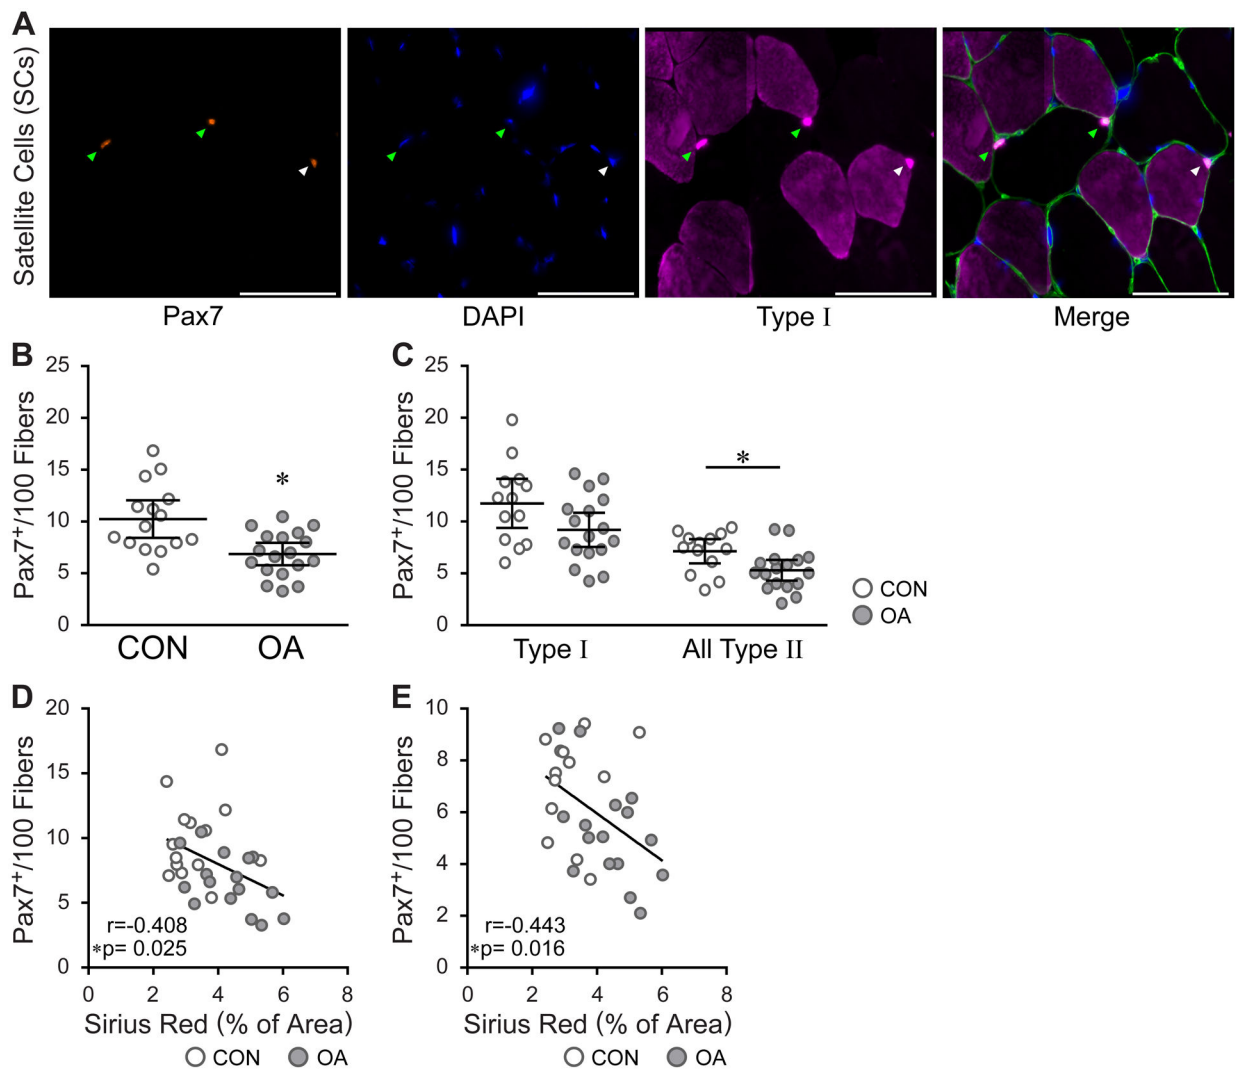 A
Satellite Cells (SCs)
Pax7
DAPI
Type I
Merge
B
Pax7+/100 Fibers
25
20
15
10
5
0
*
CON
OA
C
Pax7+/100 Fibers
25
20
15
10
5
0
*
Type I
All Type II
CON
OA
D
Pax7+/100 Fibers
20
15
10
5
0
r=-0.408
*p= 0.025
0 2 4 6 8
Sirius Red (% of Area)
CON OA
E
Pax7+/100 Fibers
10
8
6
4
2
0
r=-0.443
*p= 0.016
0 2 4 6 8
Sirius Red (% of Area)
CON OA